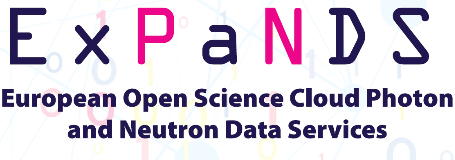 ExPaNDS
European Open Science Cloud Photon
and Neutron Data Services